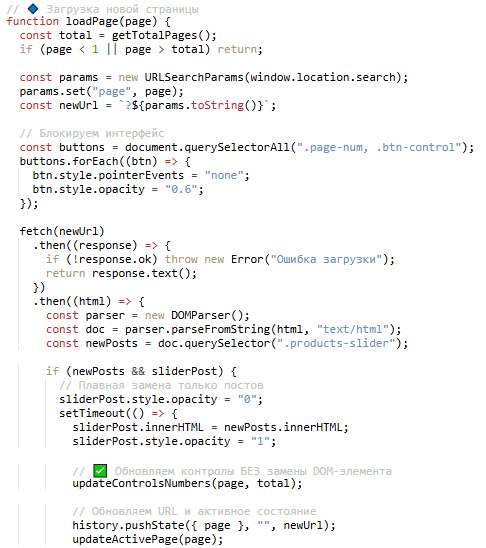 // 🔹 Загрузка новой страницы
function loadPage(page) {
  const total = getTotalPages();
  if (page < 1 || page > total) return;

  const params = new URLSearchParams(window.location.search);
  params.set("page", page);
  const newUrl = `?${params.toString()}`;

  // Блокируем интерфейс
  const buttons = document.querySelectorAll(".page-num, .btn-control");
  buttons.forEach((btn) => {
    btn.style.pointerEvents = "none";
    btn.style.opacity = "0.6";
  });

  fetch(newUrl)
    .then((response) => {
      if (!response.ok) throw new Error("Ошибка загрузки");
      return response.text();
    })
    .then((html) => {
      const parser = new DOMParser();
      const doc = parser.parseFromString(html, "text/html");
      const newPosts = doc.querySelector(".products-slider");

      if (newPosts && sliderPost) {
        // Плавная замена только постов
        sliderPost.style.opacity = "0";
        setTimeout(() => {
          sliderPost.innerHTML = newPosts.innerHTML;
          sliderPost.style.opacity = "1";

          // ✅ Обновляем контролы БЕЗ замены DOM-элемента
          updateControlsNumbers(page, total);

          // Обновляем URL и активное состояние
          history.pushState({ page }, "", newUrl);
          updateActivePage(page);